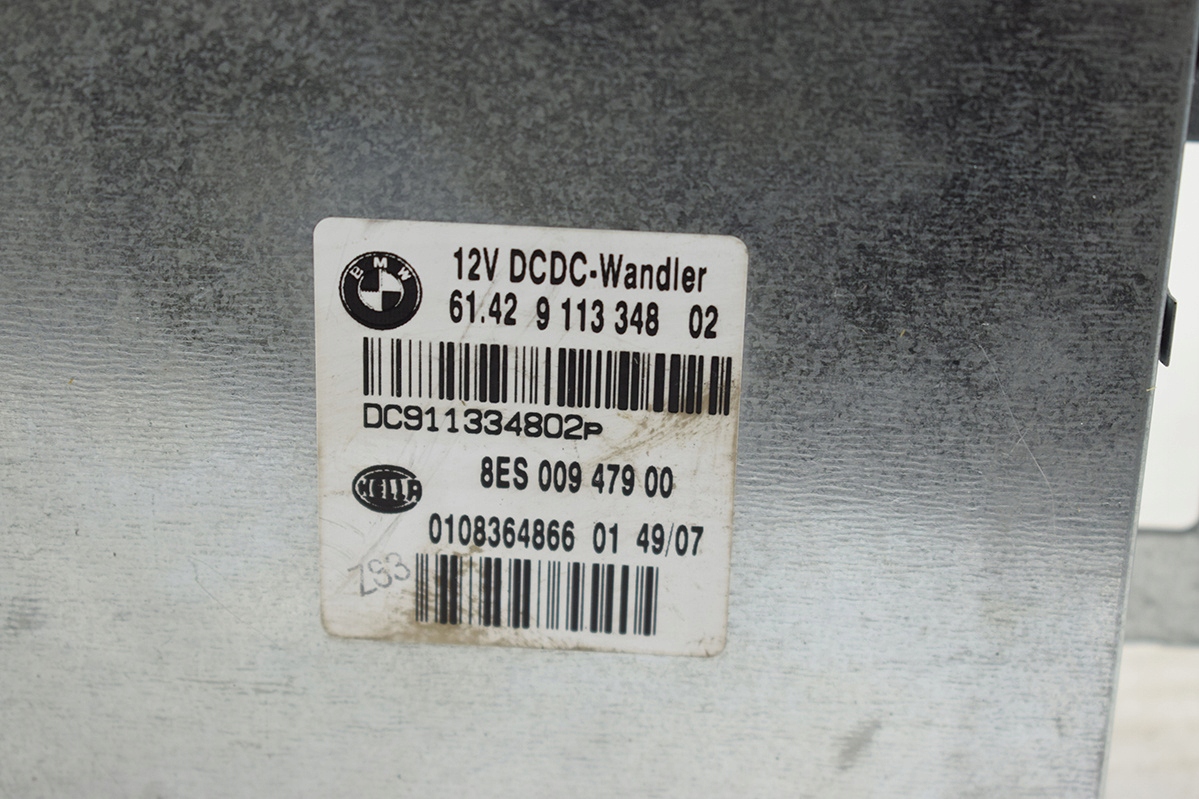 BMW
12V DCDC-Wandler
61.42 9 113 348 02
DC911334802P
8ES 009 479 00
HELLA
0108364866 01 49/07
ZS3